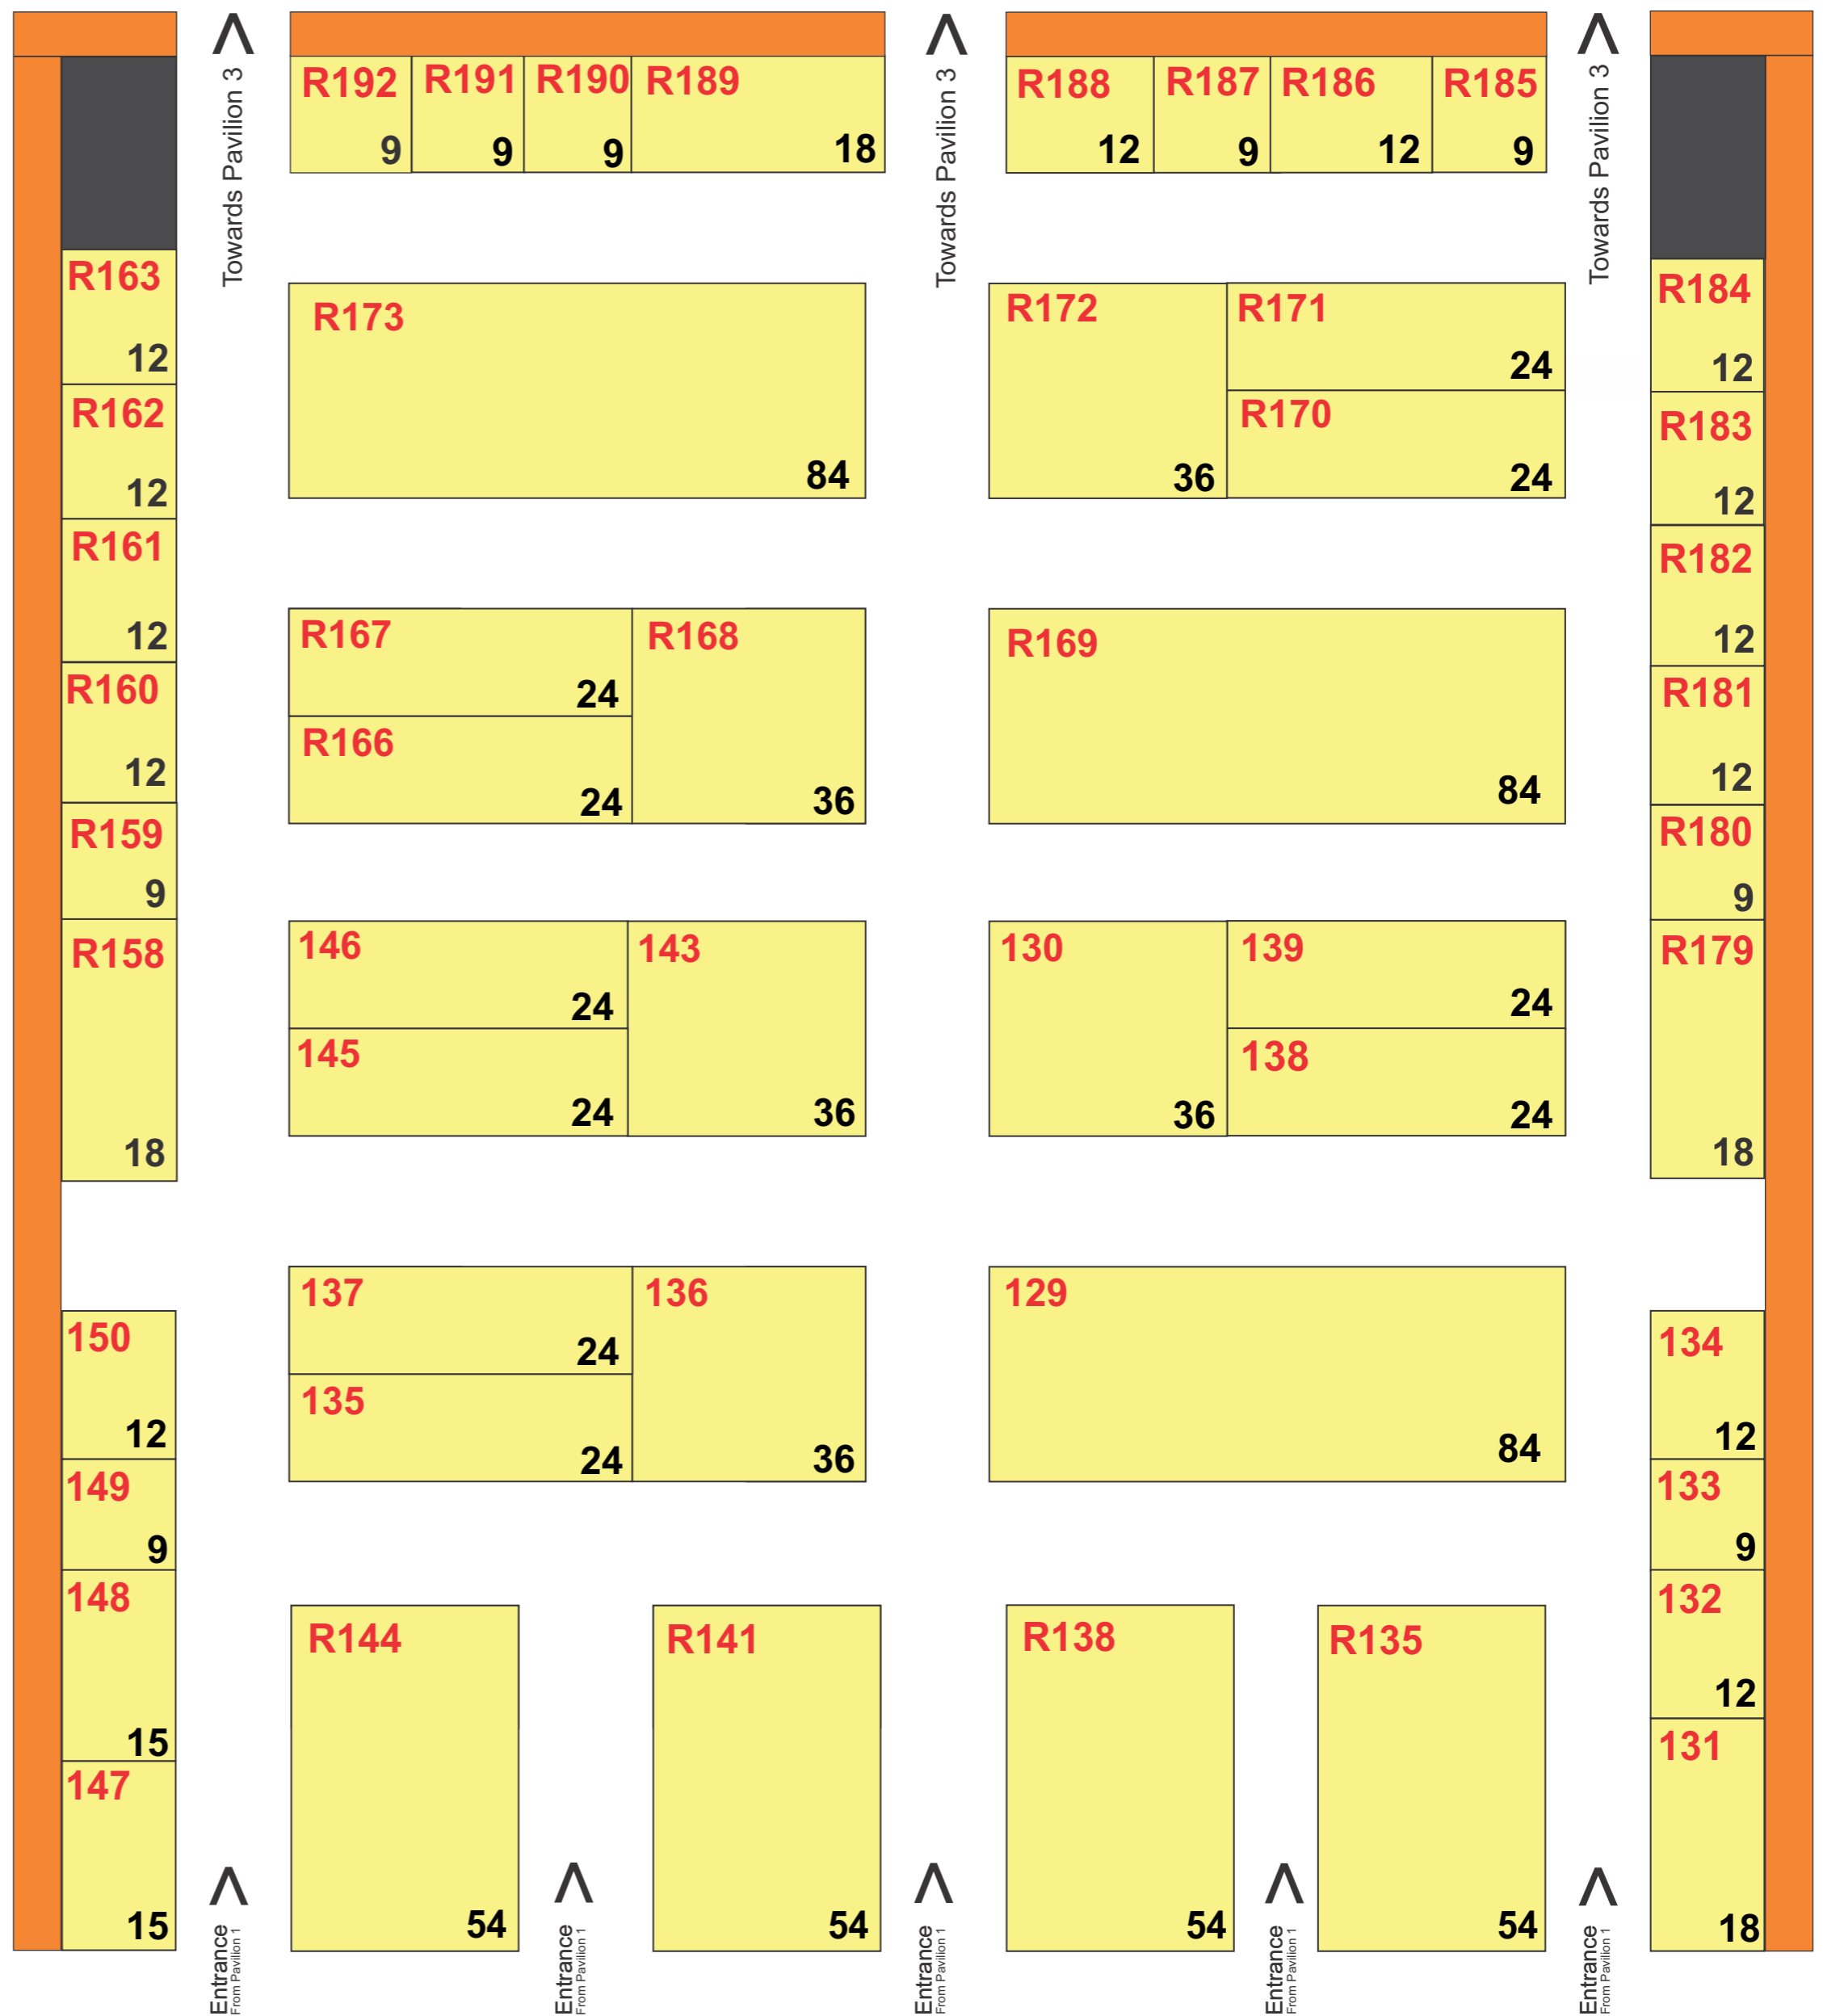 Towards Pavilion 3
Towards Pavilion 3
Towards Pavilion 3
R192
9
R191
9
R190
9
R189
18
R188
12
R187
9
R186
12
R185
9
R163
12
R162
12
R161
12
R160
12
R159
9
R158
18
R173
84
R172
36
R171
24
R170
24
R184
12
R183
12
R182
12
R181
12
R180
9
R179
18
R167
24
R166
24
R168
36
R169
84
146
24
145
24
143
36
130
36
139
24
138
24
137
24
135
24
136
36
129
84
150
12
149
9
148
15
147
15
134
12
133
9
132
12
131
18
R144
54
R141
54
R138
54
R135
54
Entrance
From Pavilion 1
Entrance
From Pavilion 1
Entrance
From Pavilion 1
Entrance
From Pavilion 1
Entrance
From Pavilion 1